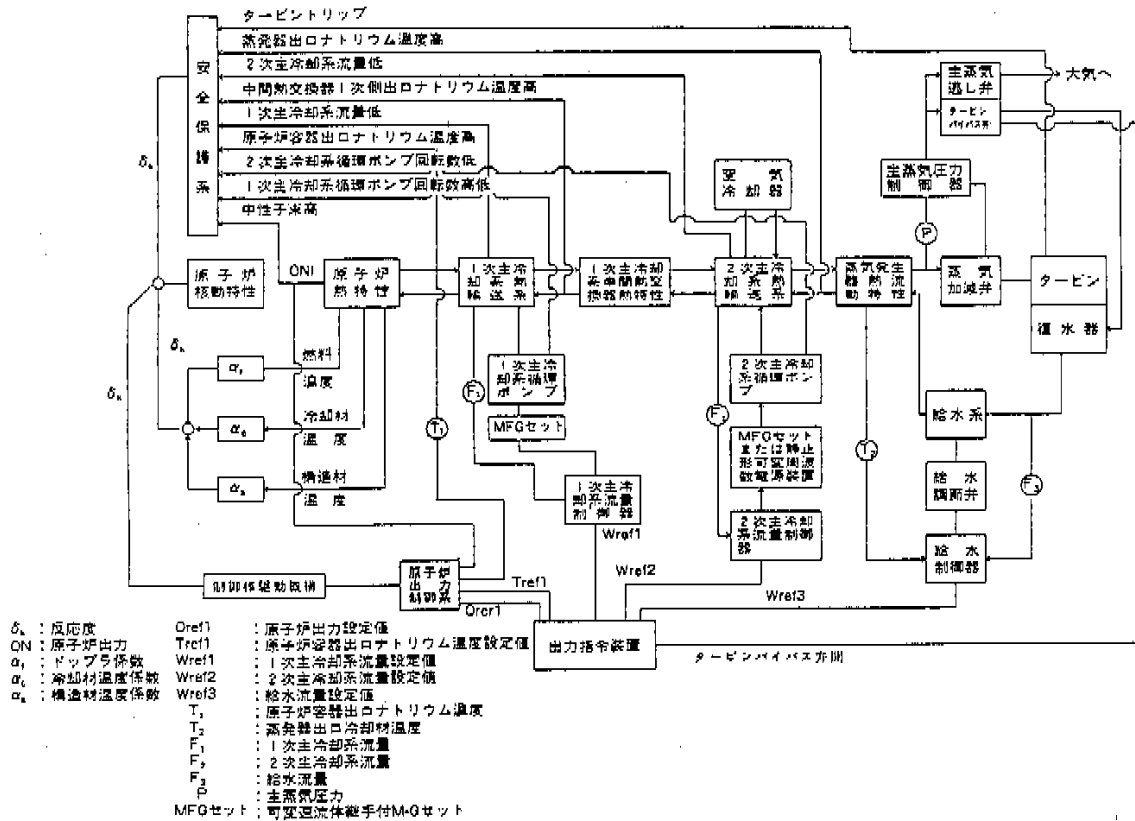 タービントリップ
蒸発器出口ナトリウム温度高
2次主冷却系流量低
中間熱交換器1次側出口ナトリウム温度高
1次主冷却系流量低
原子炉容器出口ナトリウム温度高
2次主冷却系循環ポンプ回転数低
1次主冷却系循環ポンプ回転数高低
中性子束高
安全保護系
主蒸気
逃し弁
大気へ
タービン
バイパス弁
主蒸気圧力
制御器
P
空気
冷却器
δk
原子炉
核動特性
QN
原子炉
熱特性
1次主冷
却系熱
輸送系
1次主冷却
系中間熱交
換器熱特性
2次主冷
却系熱
輸送系
蒸気発生
器熱流性
動特性
蒸気
加減弁
タービン
復水器
δk
δk
αf
燃料
温度
αc
冷却材
温度
αs
構造材
温度
F1
T1
1次主冷
却系循環
ポンプ
MFGセット
1次主冷
却系流量
制御器
Wref1
F2
2次主冷却
系循環ポン
プ
MFGセット
または静止
形可変周波
数電源装置
2次主冷却
系流量制御
器
Wref2
T2
給水系
給水
調節弁
F3
給水
制御器
Wref3
制御棒駆動機構
原子炉
出力
制御系
Tref1
Qref1
出力指令装置
タービンバイパス弁開
δk:反応度
QN:原子炉出力
αf:ドップラ係数
αc:冷却材温度係数
αs:構造材温度係数
Qref1:原子炉出力設定値
Tref1:原子炉容器出口ナトリウム温度設定値
Wref1:1次主冷却系流量設定値
Wref2:2次主冷却系流量設定値
Wref3:給水流量設定値
T1:原子炉容器出口ナトリウム温度
T2:蒸発器出口冷却材温度
F1:1次主冷却系流量
F2:2次主冷却系流量
F3:給水流量
P:主蒸気圧力
MFGセット:可変速流体継手付M-Gセット